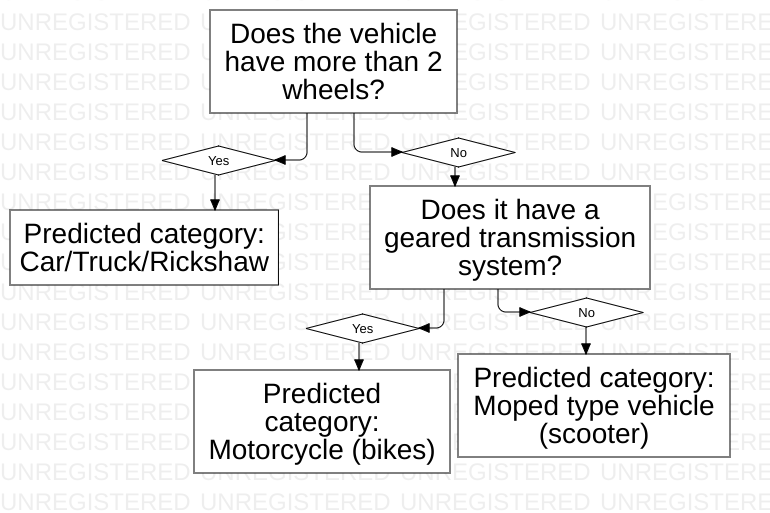 Does the vehicle
have more than 2
wheels?
Yes
No
Predicted category:
Car/Truck/Rickshaw
Does it have a
geared transmission
system?
Yes
No
Predicted
category:
Motorcycle (bikes)
Predicted category:
Moped type vehicle
(scooter)
UNREGISTERED